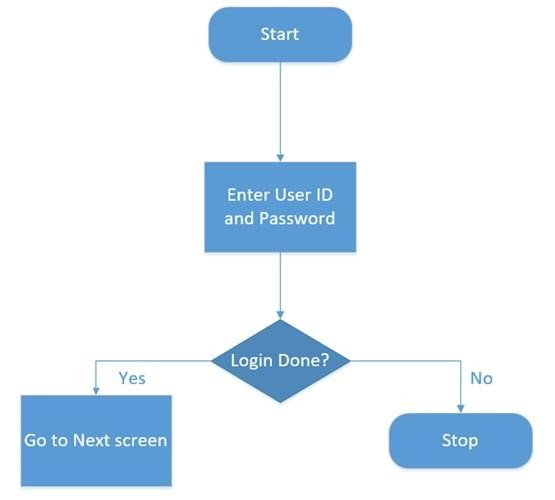 Start
Enter User ID
and Password
Login Done?
Yes
No
Go to Next screen
Stop